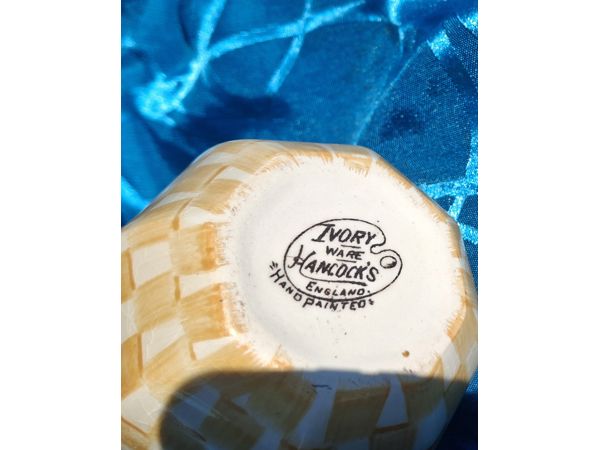 IVORY
WARE
HANCOCK'S
ENGLAND.
HAND PAINTED